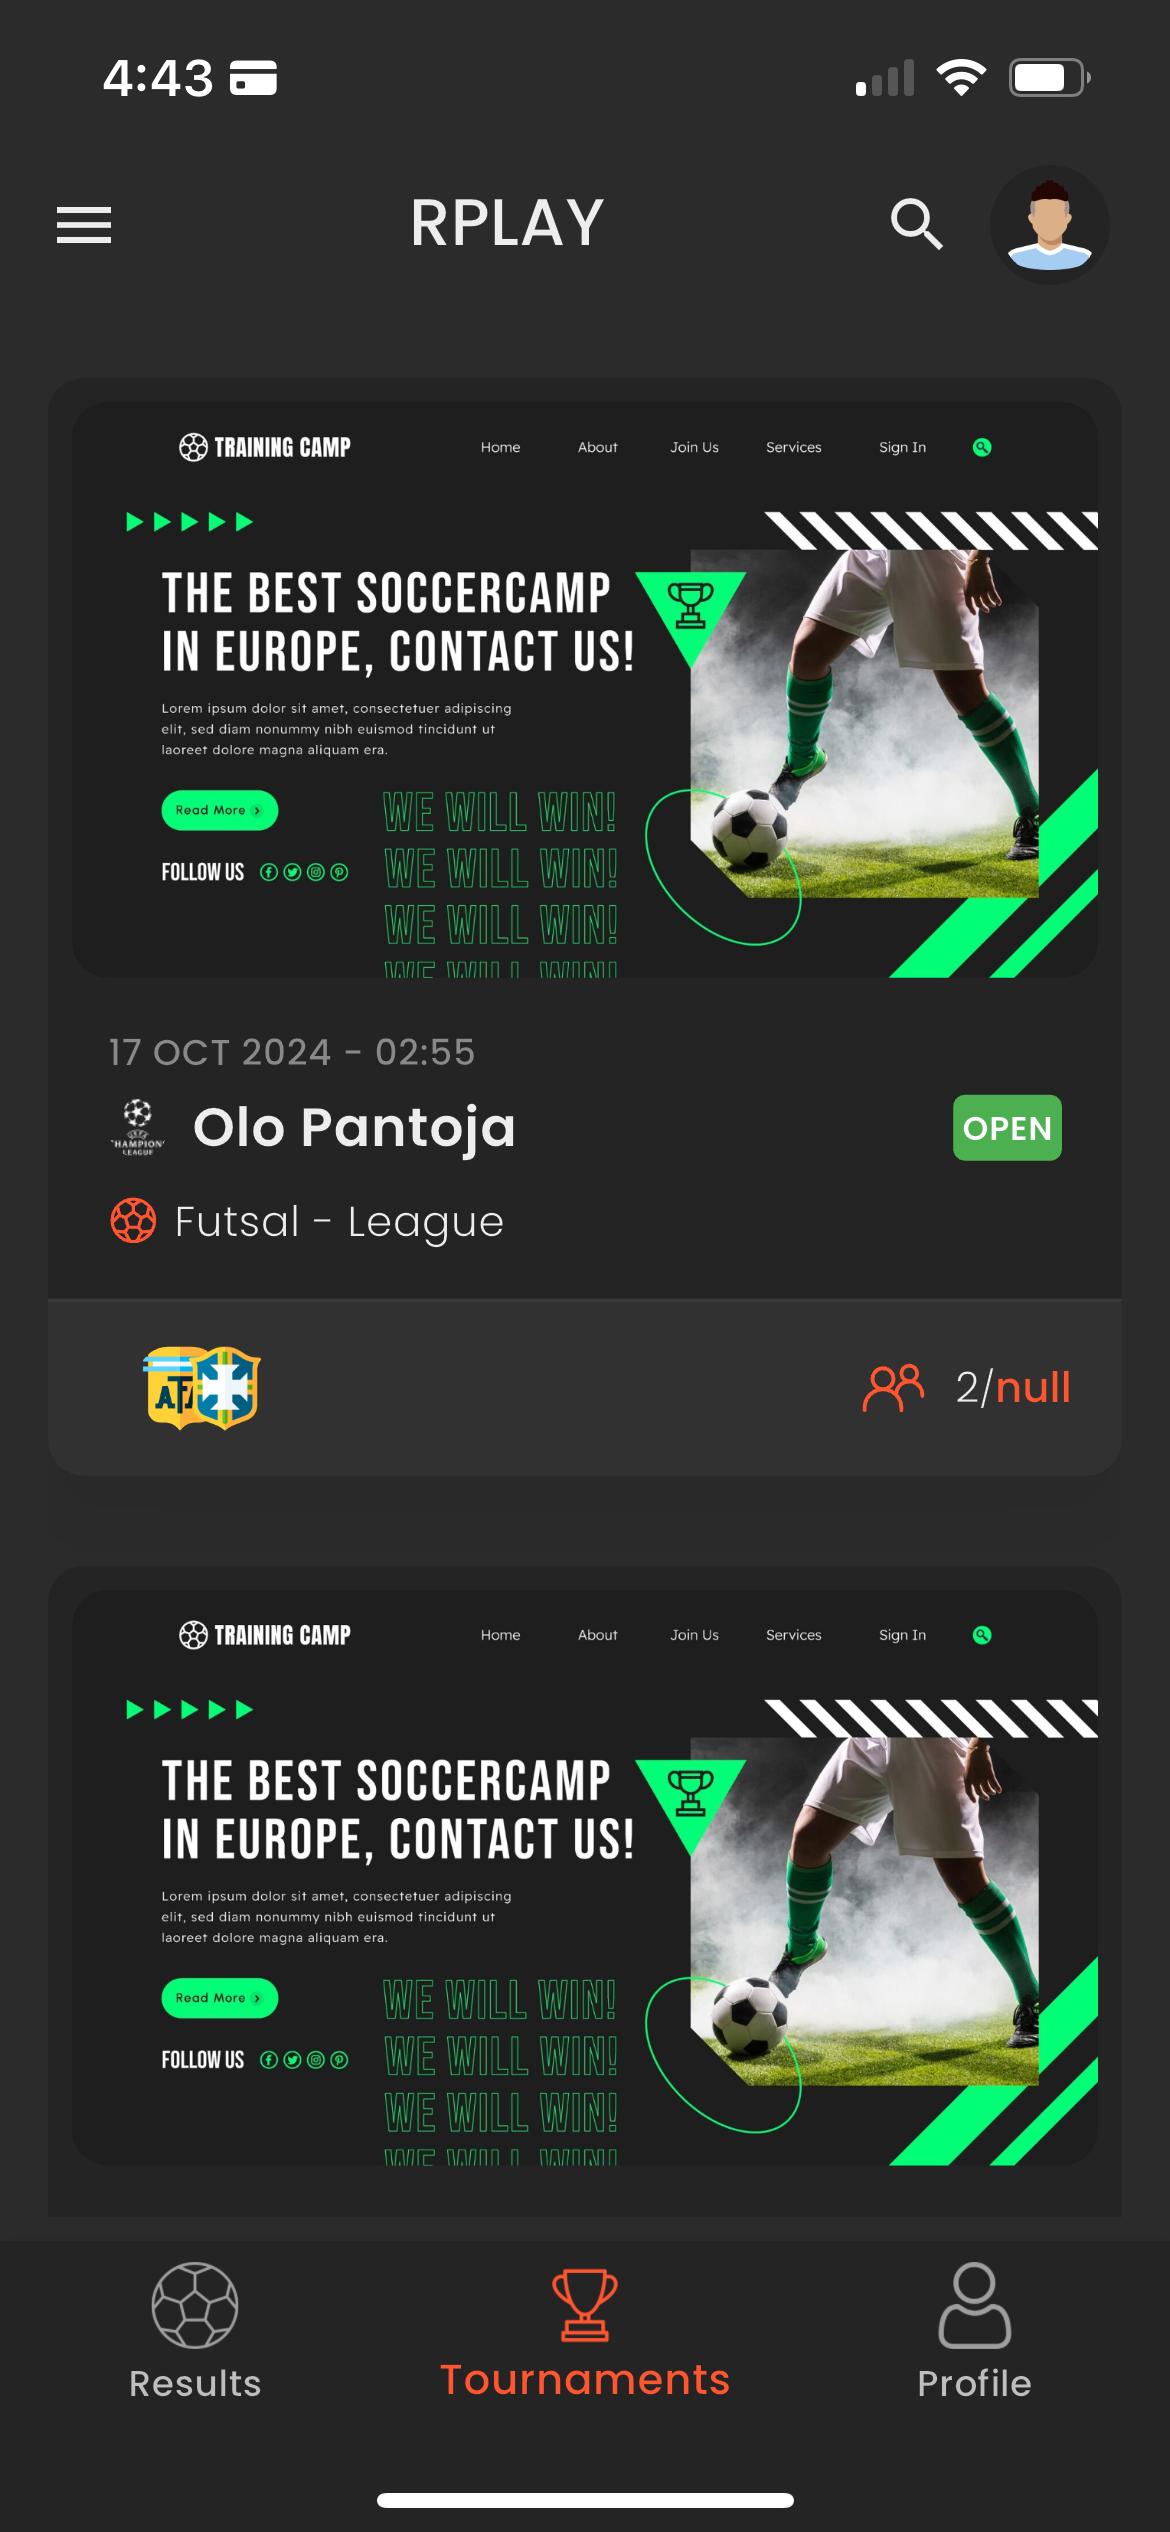 4:43
RPLAY
TRAINING CAMP
Home About Join Us Services Sign In
THE BEST SOCCERCAMP
IN EUROPE, CONTACT US!
Lorem ipsum dolor sit amet, consectetuer adipiscing
elit, sed diam nonummy nibh euismod tincidunt ut
laoreet dolore magna aliquam era.
Read More
WE WILL WIN!
WE WILL WIN!
FOLLOW US
WE WILL WIN!
WE WILL WIN!
17 OCT 2024 - 02:55
Olo Pantoja
OPEN
Futsal - League
2/null
TRAINING CAMP
Home About Join Us Services Sign In
THE BEST SOCCERCAMP
IN EUROPE, CONTACT US!
Lorem ipsum dolor sit amet, consectetuer adipiscing
elit, sed diam nonummy nibh euismod tincidunt ut
laoreet dolore magna aliquam era.
Read More
WE WILL WIN!
WE WILL WIN!
FOLLOW US
WE WILL WIN!
WE WILL WIN!
Results
Tournaments
Profile